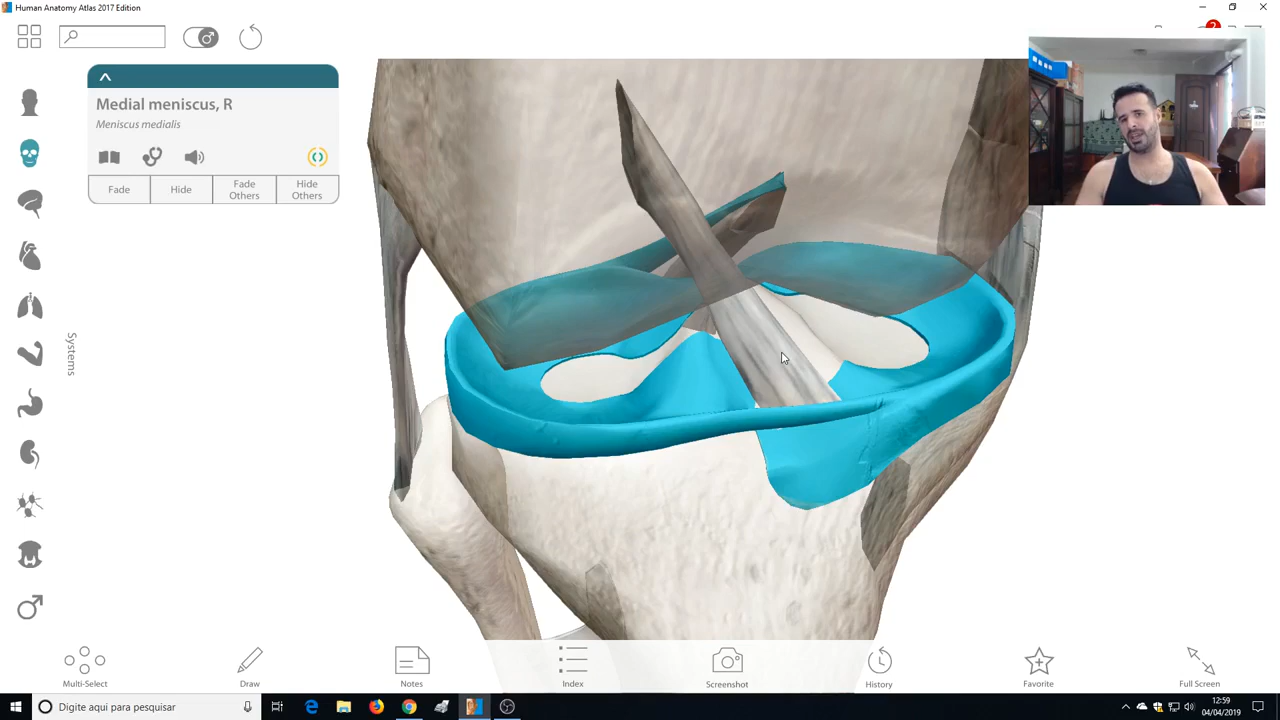 Human Anatomy Atlas 2017 Edition
2
Medial meniscus, R
Meniscus medialis
Fade
Hide
Fade Others
Hide Others
Systems
Multi-Select
Draw
Notes
Index
Screenshot
History
Favorite
Full Screen
Digite aqui para pesquisar
12:59
04/04/2019